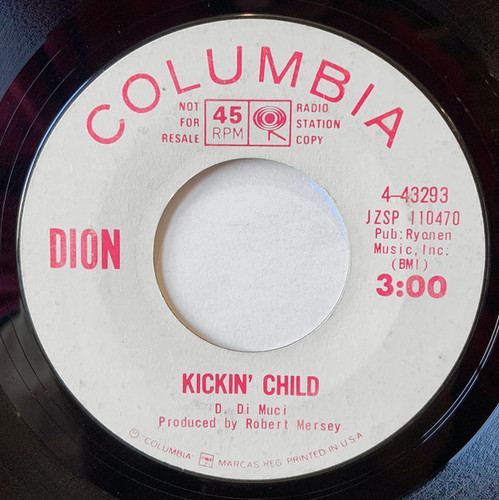 COLUMBIA
NOT
FOR
RESALE
45
RPM
RADIO
STATION
COPY
4-43293
JZSP 110470
Pub: Ryanen
Music, Inc.
(BMI)
3:00
DION
KICKIN' CHILD
D. Di Muci
Produced by Robert Mersey
© "COLUMBIA" MARCAS REG. PRINTED IN U.S.A.